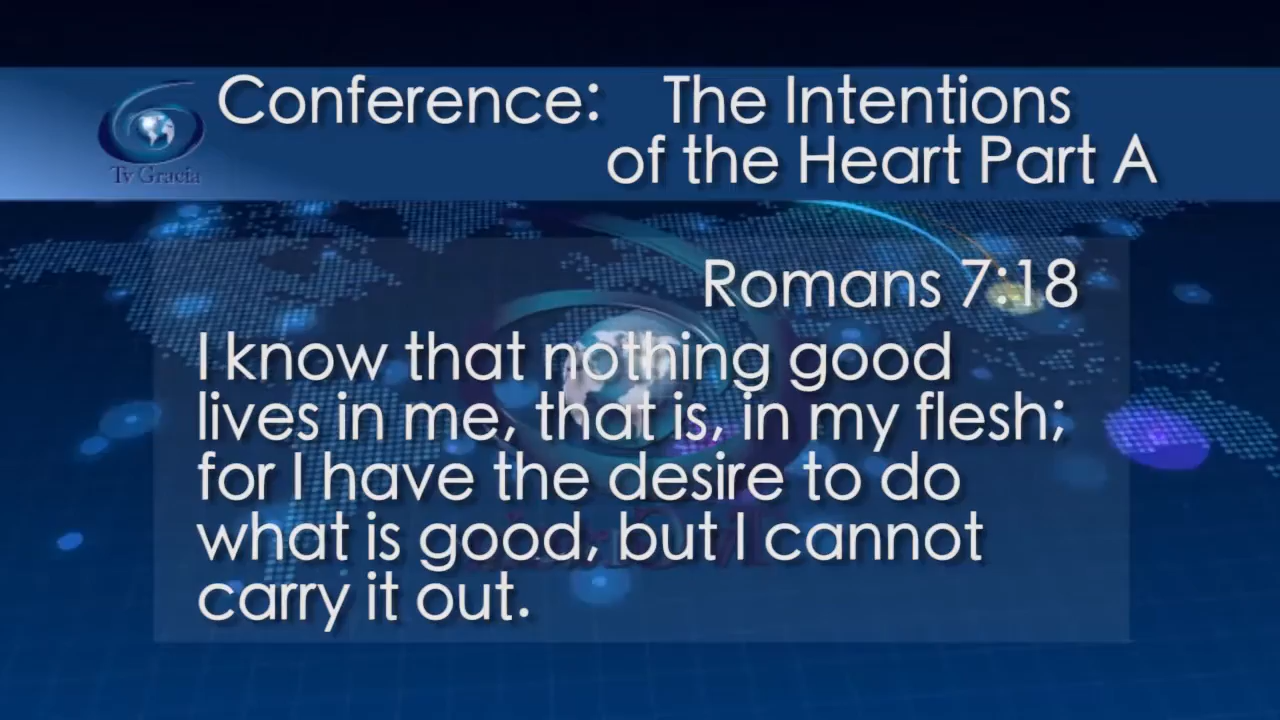 Conference: The Intentions
of the Heart Part A
Tv Gracia
Romans 7:18
I know that nothing good
lives in me, that is, in my flesh;
for I have the desire to do
what is good, but I cannot
carry it out.